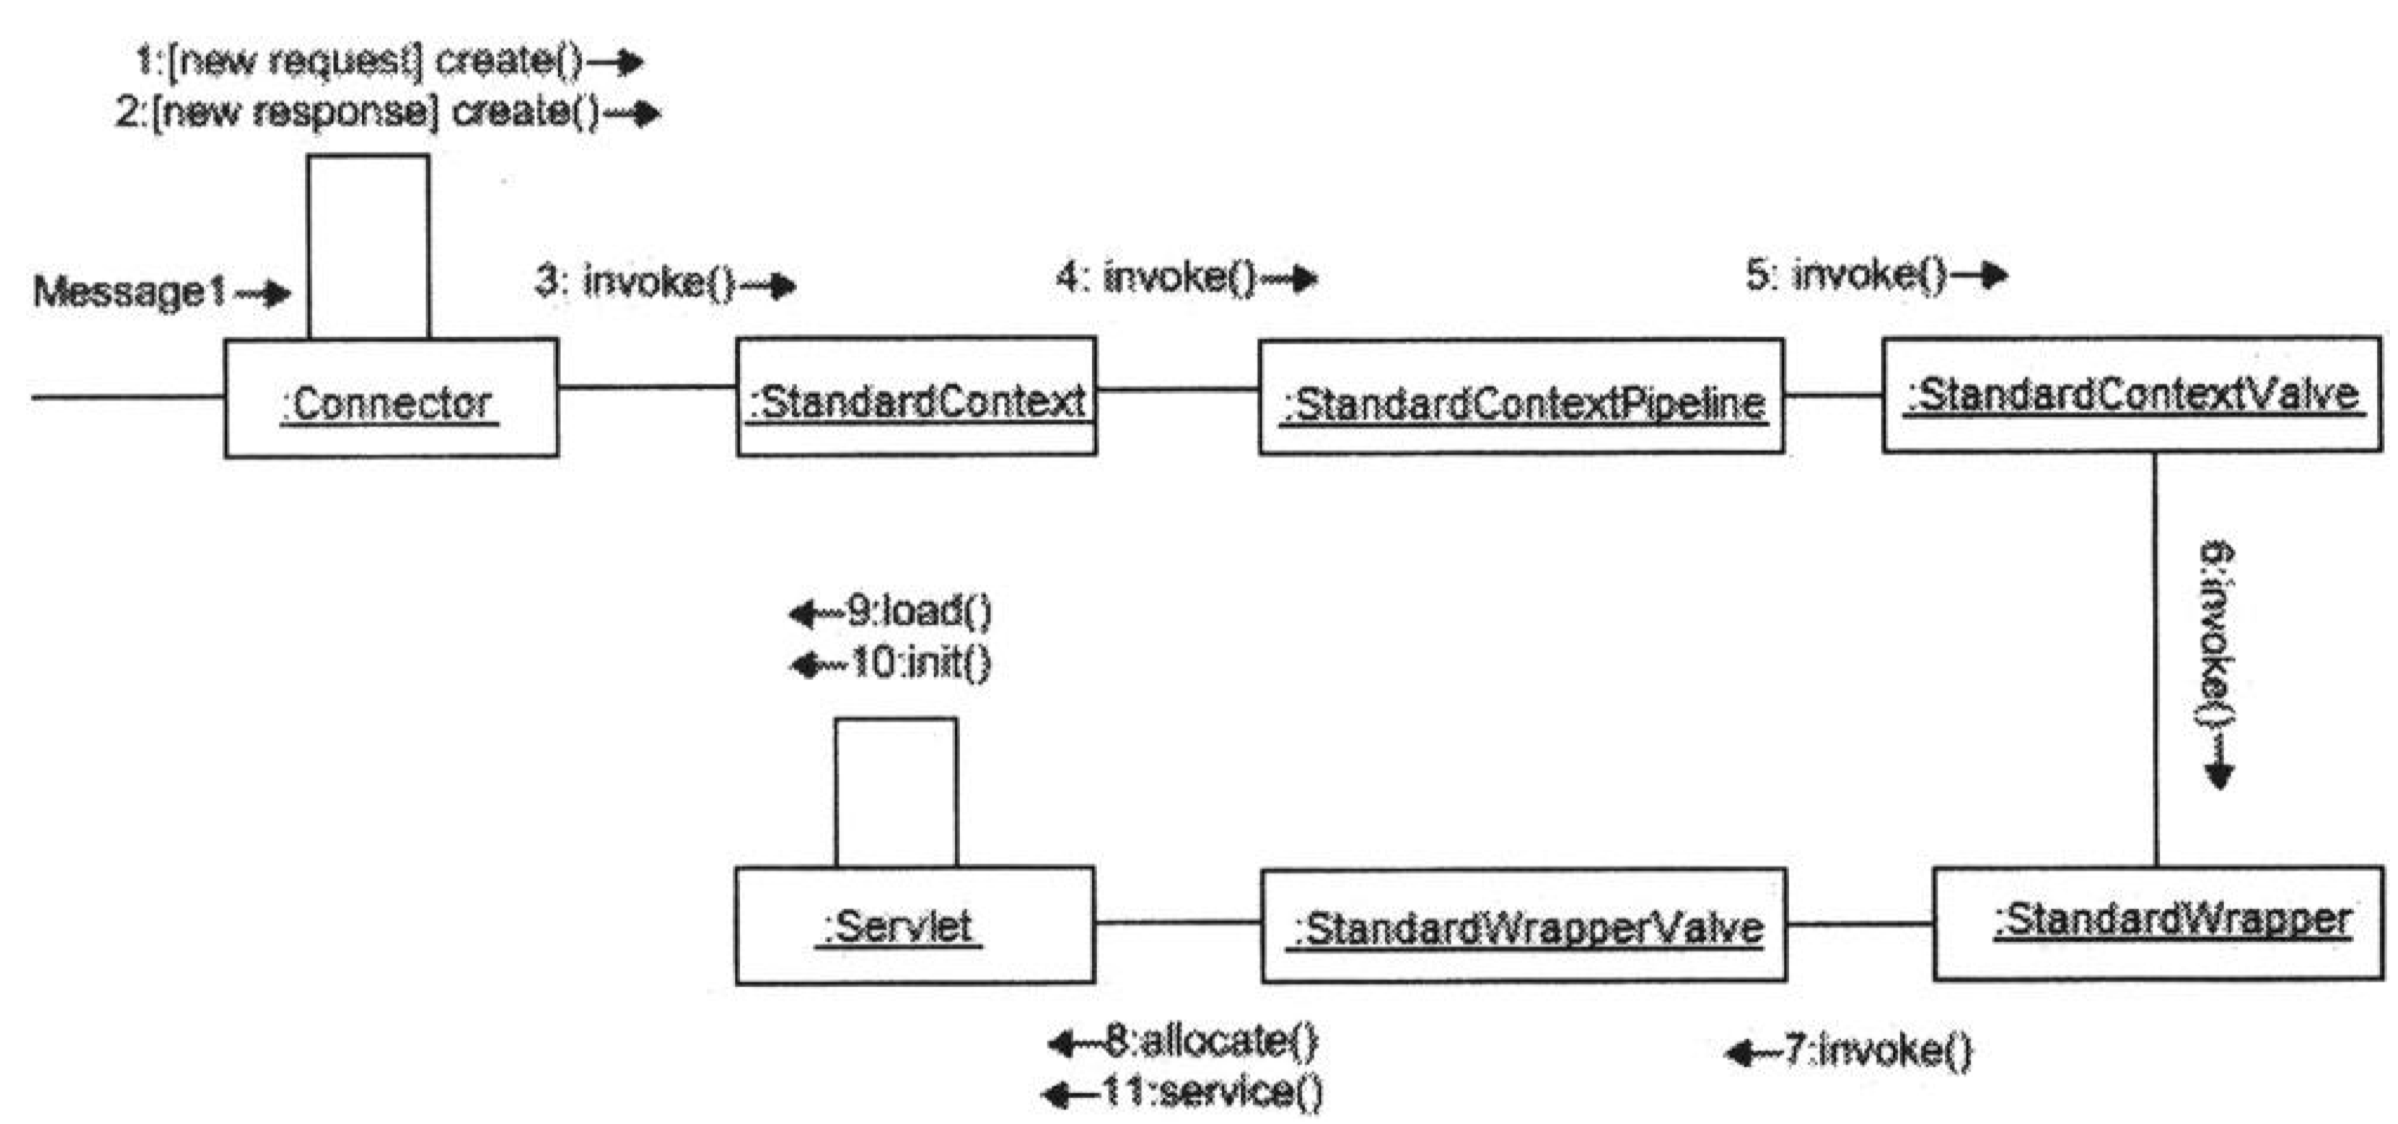 1:[new request] create()
2:[new response] create()
Message1
3: invoke()
4: invoke()
5: invoke()
:Connector
:StandardContext
:StandardContextPipeline
:StandardContextValve
6:invoke()
9:load()
10:init()
:Servlet
:StandardWrapperValve
:StandardWrapper
8:allocate()
11:service()
7:invoke()